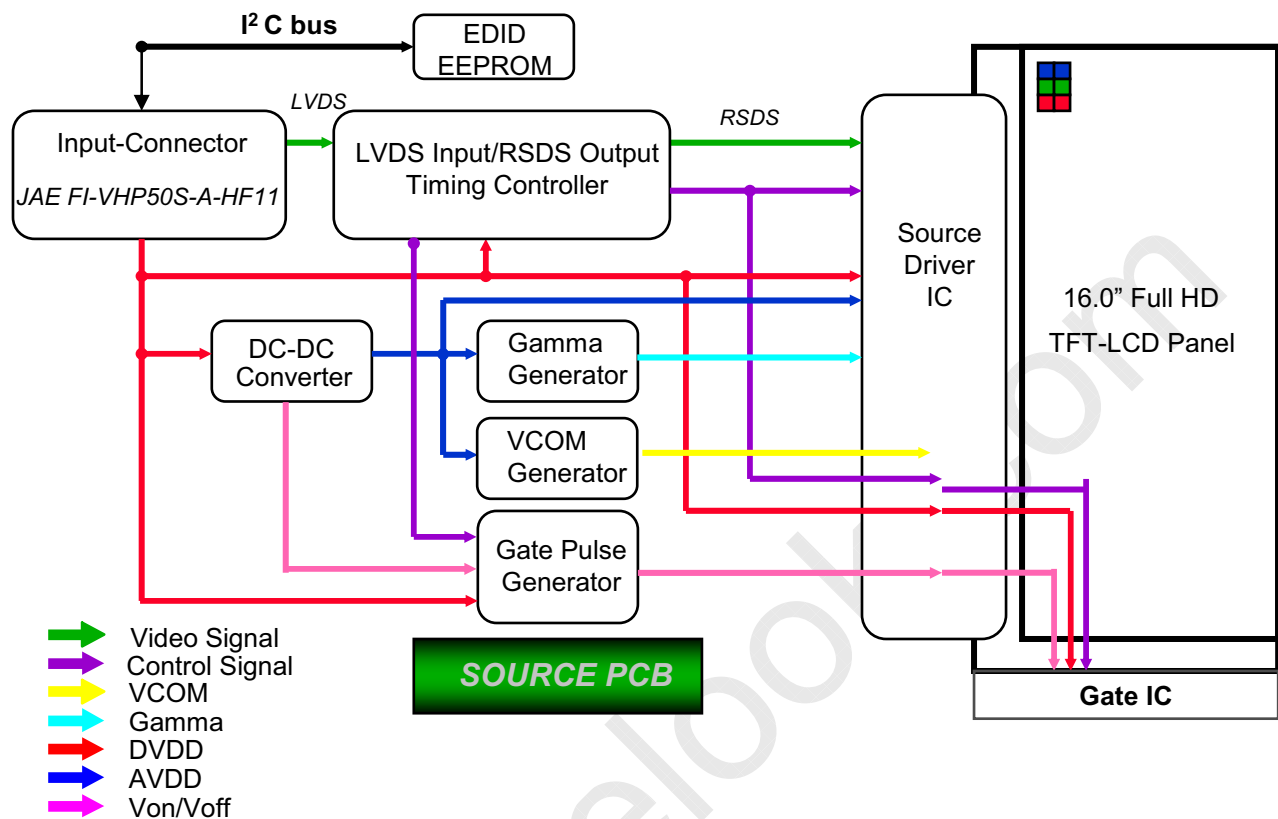 I² C bus
EDID
EEPROM
LVDS
RSDS
Input-Connector
JAE FI-VHP50S-A-HF11
LVDS Input/RSDS Output
Timing Controller
Source
Driver
IC
16.0” Full HD
TFT-LCD Panel
DC-DC
Converter
Gamma
Generator
VCOM
Generator
Gate Pulse
Generator
Video Signal
Control Signal
VCOM
Gamma
DVDD
AVDD
Von/Voff
SOURCE PCB
Gate IC